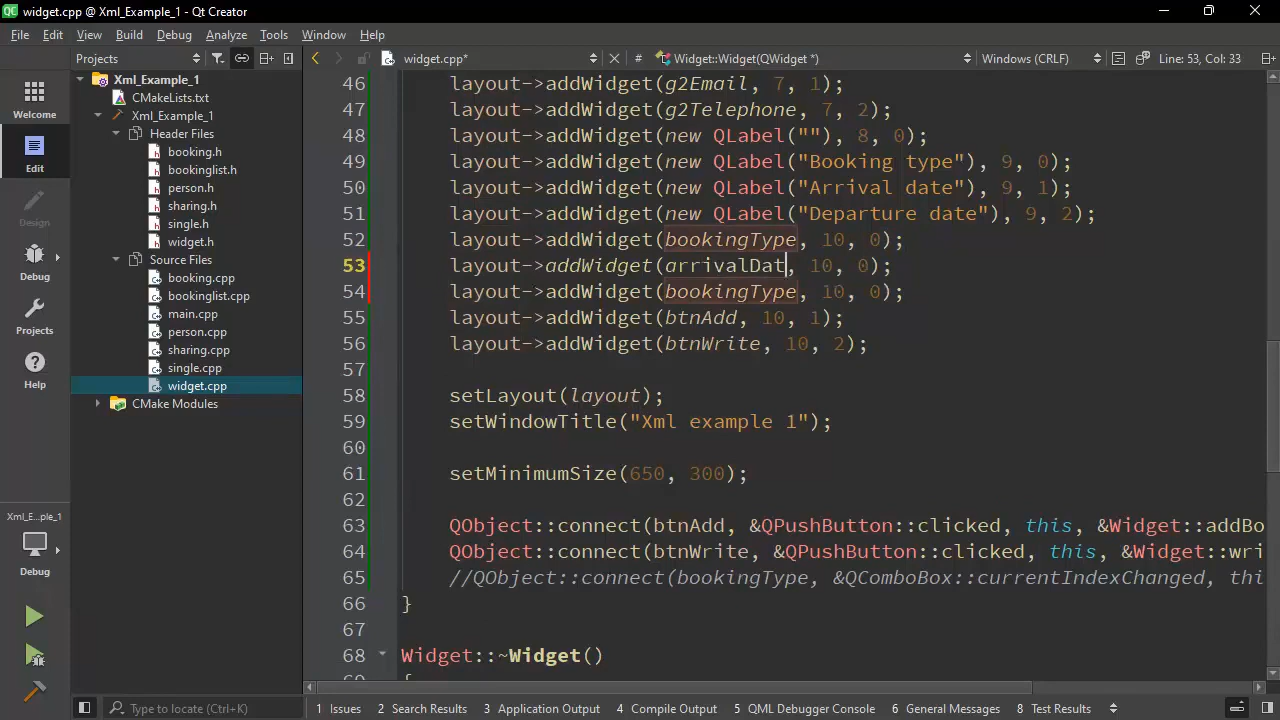 QC widget.cpp @ Xml_Example_1 - Qt Creator
File Edit View Build Debug Analyze Tools Window Help
Projects widget.cpp* # Widget::Widget(QWidget *) Windows (CRLF) Line: 53, Col: 33
Welcome
Edit
Design
Debug
Projects
Help
Xml_E...ple_1
Debug
Xml_Example_1
CMakeLists.txt
Xml_Example_1
Header Files
booking.h
bookinglist.h
person.h
sharing.h
single.h
widget.h
Source Files
booking.cpp
bookinglist.cpp
main.cpp
person.cpp
sharing.cpp
single.cpp
widget.cpp
CMake Modules
46 layout->addWidget(g2Email, 7, 1);
47 layout->addWidget(g2Telephone, 7, 2);
48 layout->addWidget(new QLabel(""), 8, 0);
49 layout->addWidget(new QLabel("Booking type"), 9, 0);
50 layout->addWidget(new QLabel("Arrival date"), 9, 1);
51 layout->addWidget(new QLabel("Departure date"), 9, 2);
52 layout->addWidget(bookingType, 10, 0);
53 layout->addWidget(arrivalDat, 10, 0);
54 layout->addWidget(bookingType, 10, 0);
55 layout->addWidget(btnAdd, 10, 1);
56 layout->addWidget(btnWrite, 10, 2);
57
58 setLayout(layout);
59 setWindowTitle("Xml example 1");
60
61 setMinimumSize(650, 300);
62
63 QObject::connect(btnAdd, &QPushButton::clicked, this, &Widget::addBo
64 QObject::connect(btnWrite, &QPushButton::clicked, this, &Widget::wri
65 //QObject::connect(bookingType, &QComboBox::currentIndexChanged, thi
66 }
67
68 Widget::~Widget()
{
Type to locate (Ctrl+K) 1 Issues 2 Search Results 3 Application Output 4 Compile Output 5 QML Debugger Console 6 General Messages 8 Test Results